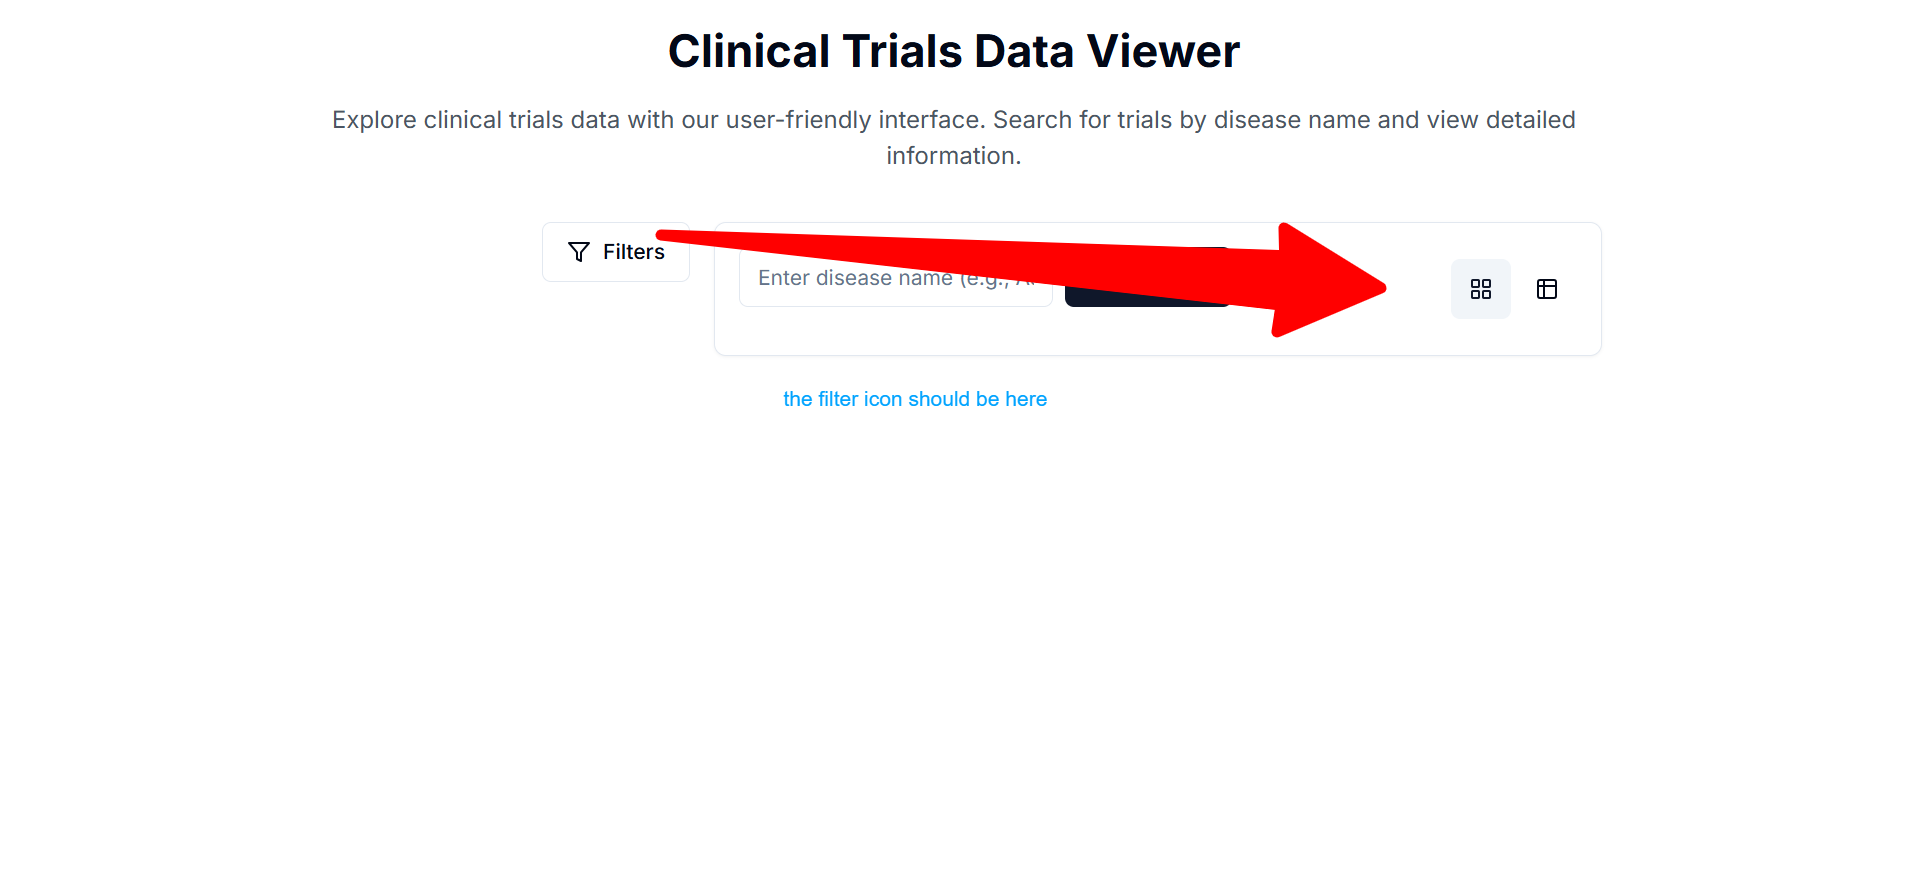 Clinical Trials Data Viewer
Explore clinical trials data with our user-friendly interface. Search for trials by disease name and view detailed
information.
Filters
Enter disease name (e.g.,
the filter icon should be here